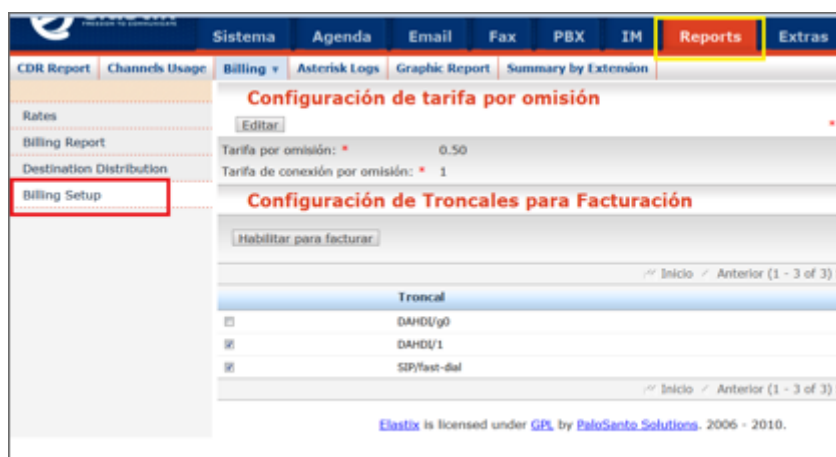 Sistema Agenda Email Fax PBX IM Reports Extras
CDR Report Channels Usage Billing Asterisk Logs Graphic Report Summary by Extension
Rates
Billing Report
Destination Distribution
Billing Setup
Configuración de tarifa por omisión
Editar *
Tarifa por omisión: * 0.50
Tarifa de conexión por omisión: * 1
Configuración de Troncales para Facturación
Habilitar para facturar
Inicio Anterior (1 - 3 of 3)
Troncal
DAHDI/g0
DAHDI/1
SIP/fast-dial
Inicio Anterior (1 - 3 of 3)
Elastix is licensed under GPL by PaloSanto Solutions. 2006 - 2010.